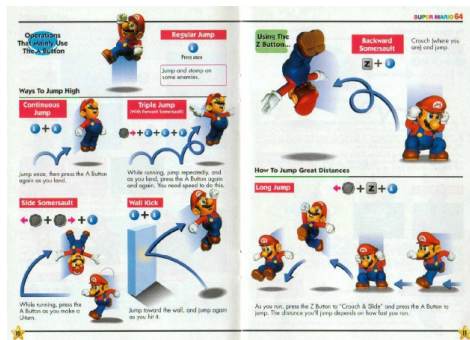 Operations
That Mainly Use
The A Button
Regular Jump
A
Press once
Jump and stomp on
some enemies.
Ways To Jump High
Continuous
Jump
A + A
Jump once, then press the A Button
again as you land.
Triple Jump
(With Forward Somersault)
+ A + A + A
While running, jump repeatedly, and
as you land, press the A Button again
and again. You need speed to do this.
Side Somersault
+ + A
While running, press the
A Button as you make a
U-turn.
Wall Kick
A + A
Jump toward the wall, and jump again
as you hit it.
10
SUPER MARIO 64
Using The
Z Button...
Backward
Somersault
Z + A
Crouch (where you
are) and jump.
How To Jump Great Distances
Long Jump
+ Z + A
As you run, press the Z Button to "Crouch & Slide" and press the A Button to
jump. The distance you'll jump depends on how fast you run.
11